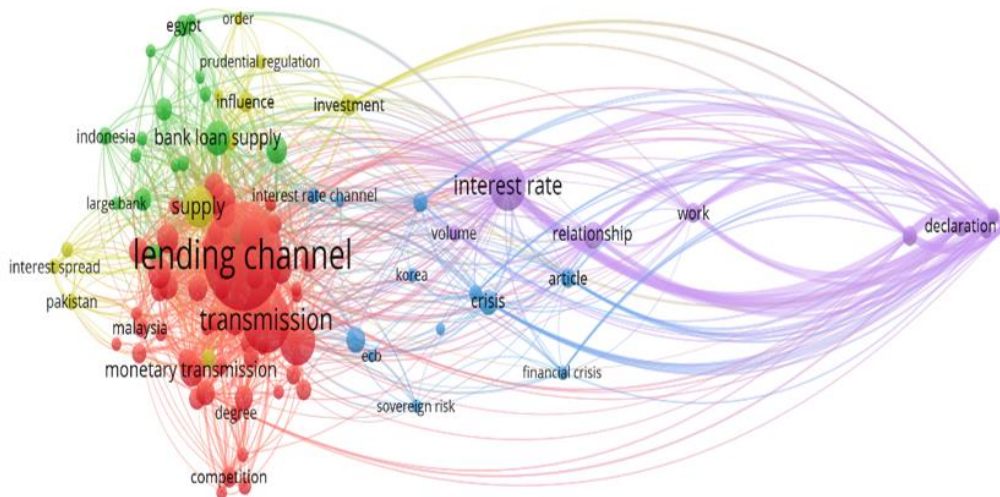 egypt
order
prudential regulation
influence
investment
indonesia
bank loan supply
large bank
interest rate channel
interest rate
supply
volume
relationship
work
declaration
lending channel
interest spread
korea
article
pakistan
crisis
malaysia
transmission
ecb
monetary transmission
financial crisis
degree
sovereign risk
competition